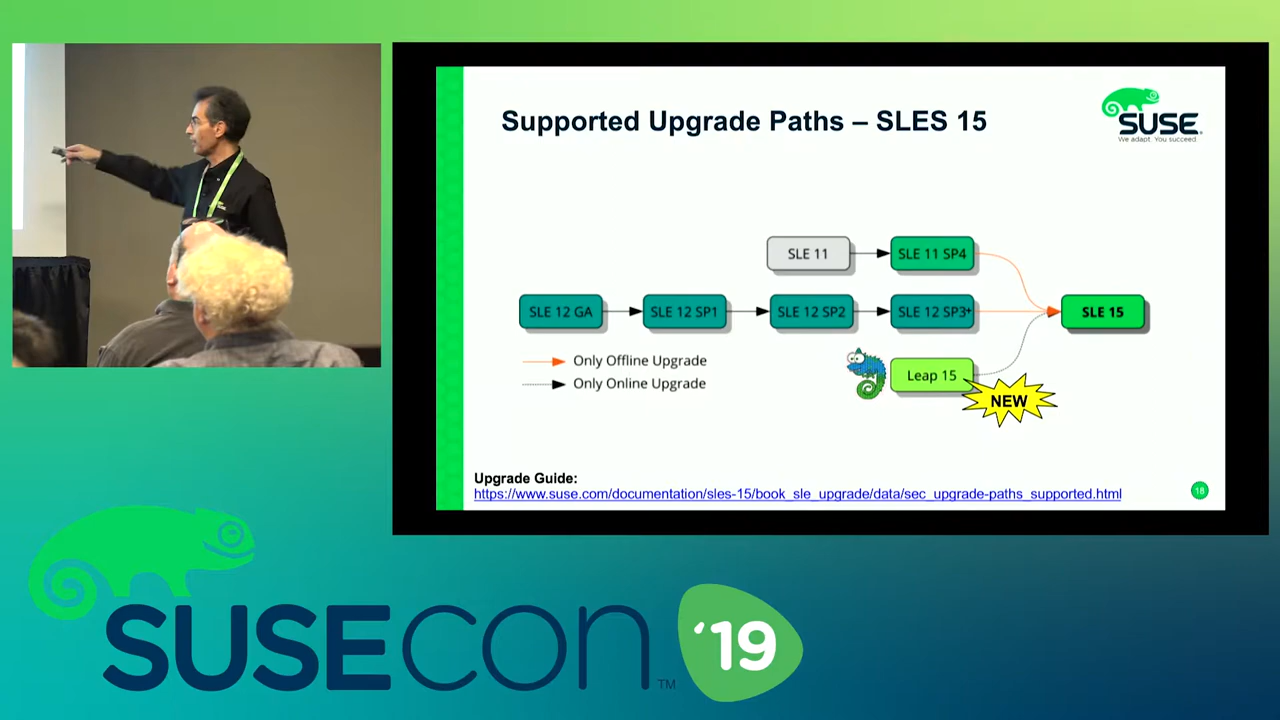 Supported Upgrade Paths – SLES 15
SUSE
We adapt. You succeed.
SLE 11
SLE 11 SP4
SLE 12 GA
SLE 12 SP1
SLE 12 SP2
SLE 12 SP3+
SLE 15
Only Offline Upgrade
Only Online Upgrade
Leap 15
NEW
Upgrade Guide:
https://www.suse.com/documentation/sles-15/book_sle_upgrade/data/sec_upgrade-paths_supported.html
18
SUSECON ™ '19